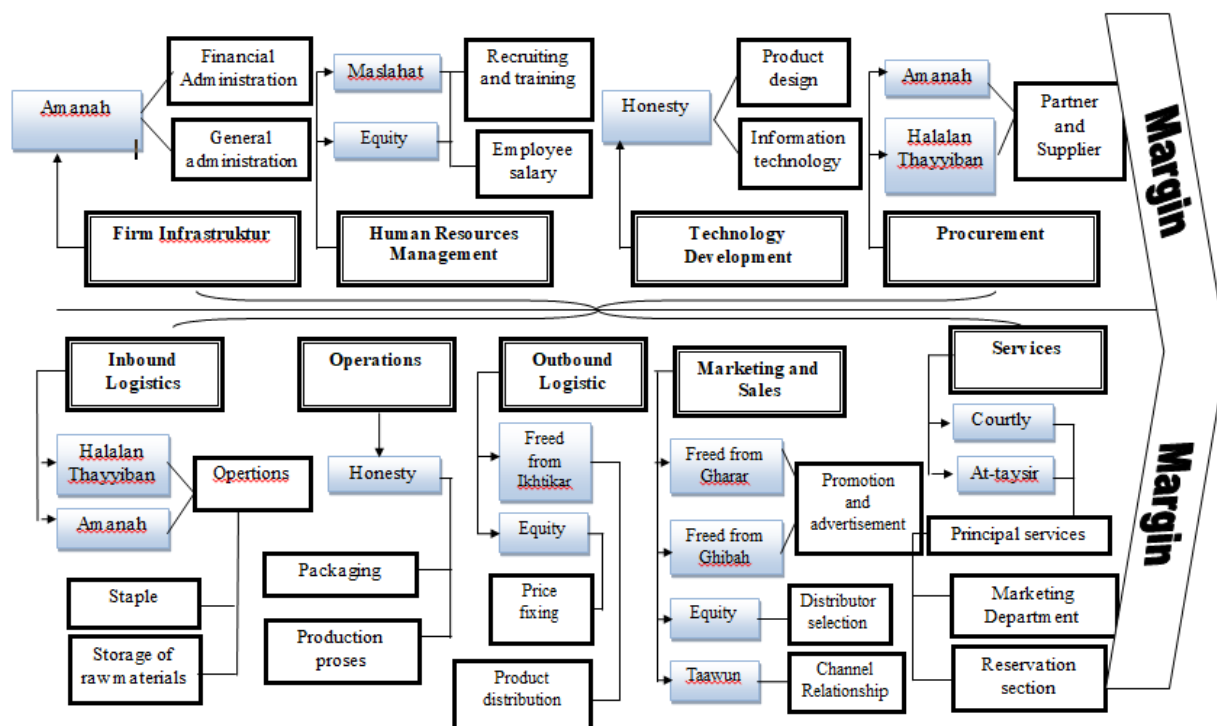 Amanah
Financial
Administration
General
administration
Firm Infrastruktur
Maslahat
Equity
Recruiting
and training
Employee
salary
Human Resources
Management
Honesty
Product
design
Information
technology
Technology
Development
Amanah
Halalan
Thayyiban
Partner
and
Supplier
Procurement
Margin
Inbound
Logistics
Halalan
Thayyiban
Amanah
Opertions
Staple
Storage of
raw materials
Operations
Honesty
Packaging
Production
proses
Outbound
Logistic
Freed
from
Ikhtikar
Equity
Price
fixing
Product
distribution
Marketing and
Sales
Freed from
Gharar
Freed from
Ghibah
Promotion
and
advertisement
Equity
Distributor
selection
Taawun
Channel
Relationship
Services
Courtly
At-taysir
Principal services
Marketing
Department
Reservation
section
Margin